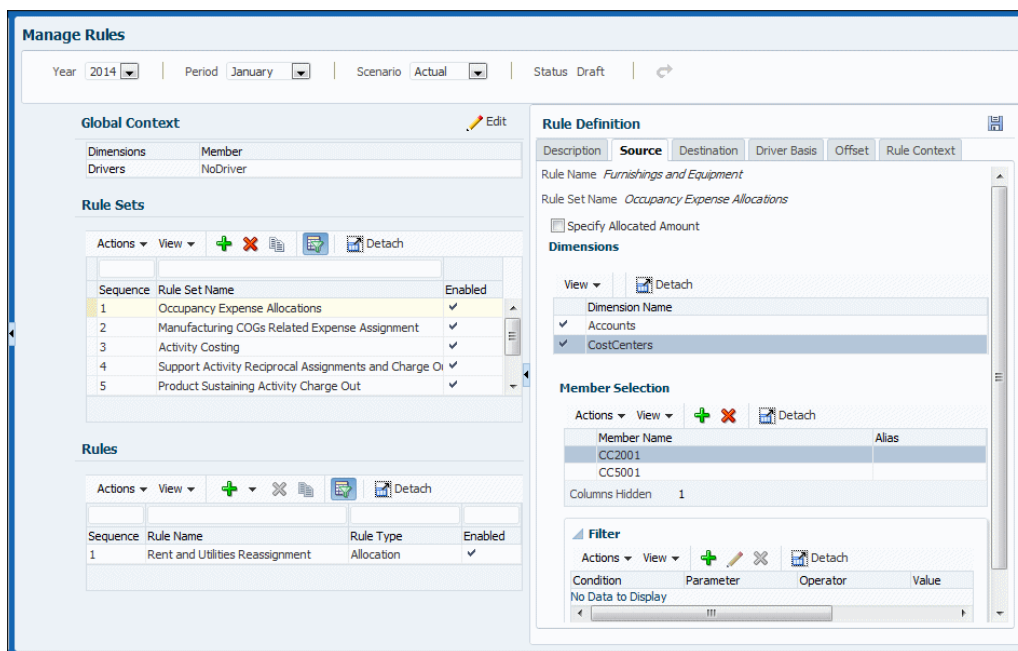 Manage Rules
Year 2014 Period January Scenario Actual Status Draft
Global Context Edit
Dimensions Member
Drivers NoDriver
Rule Sets
Actions View Detach
Sequence Rule Set Name Enabled
1 Occupancy Expense Allocations
2 Manufacturing COGs Related Expense Assignment
3 Activity Costing
4 Support Activity Reciprocal Assignments and Charge O
5 Product Sustaining Activity Charge Out
Rules
Actions View Detach
Sequence Rule Name Rule Type Enabled
1 Rent and Utilities Reassignment Allocation
Rule Definition
Description Source Destination Driver Basis Offset Rule Context
Rule Name Furnishings and Equipment
Rule Set Name Occupancy Expense Allocations
Specify Allocated Amount
Dimensions
View Detach
Dimension Name
Accounts
CostCenters
Member Selection
Actions View Detach
Member Name Alias
CC2001
CC5001
Columns Hidden 1
Filter
Actions View Detach
Condition Parameter Operator Value
No Data to Display